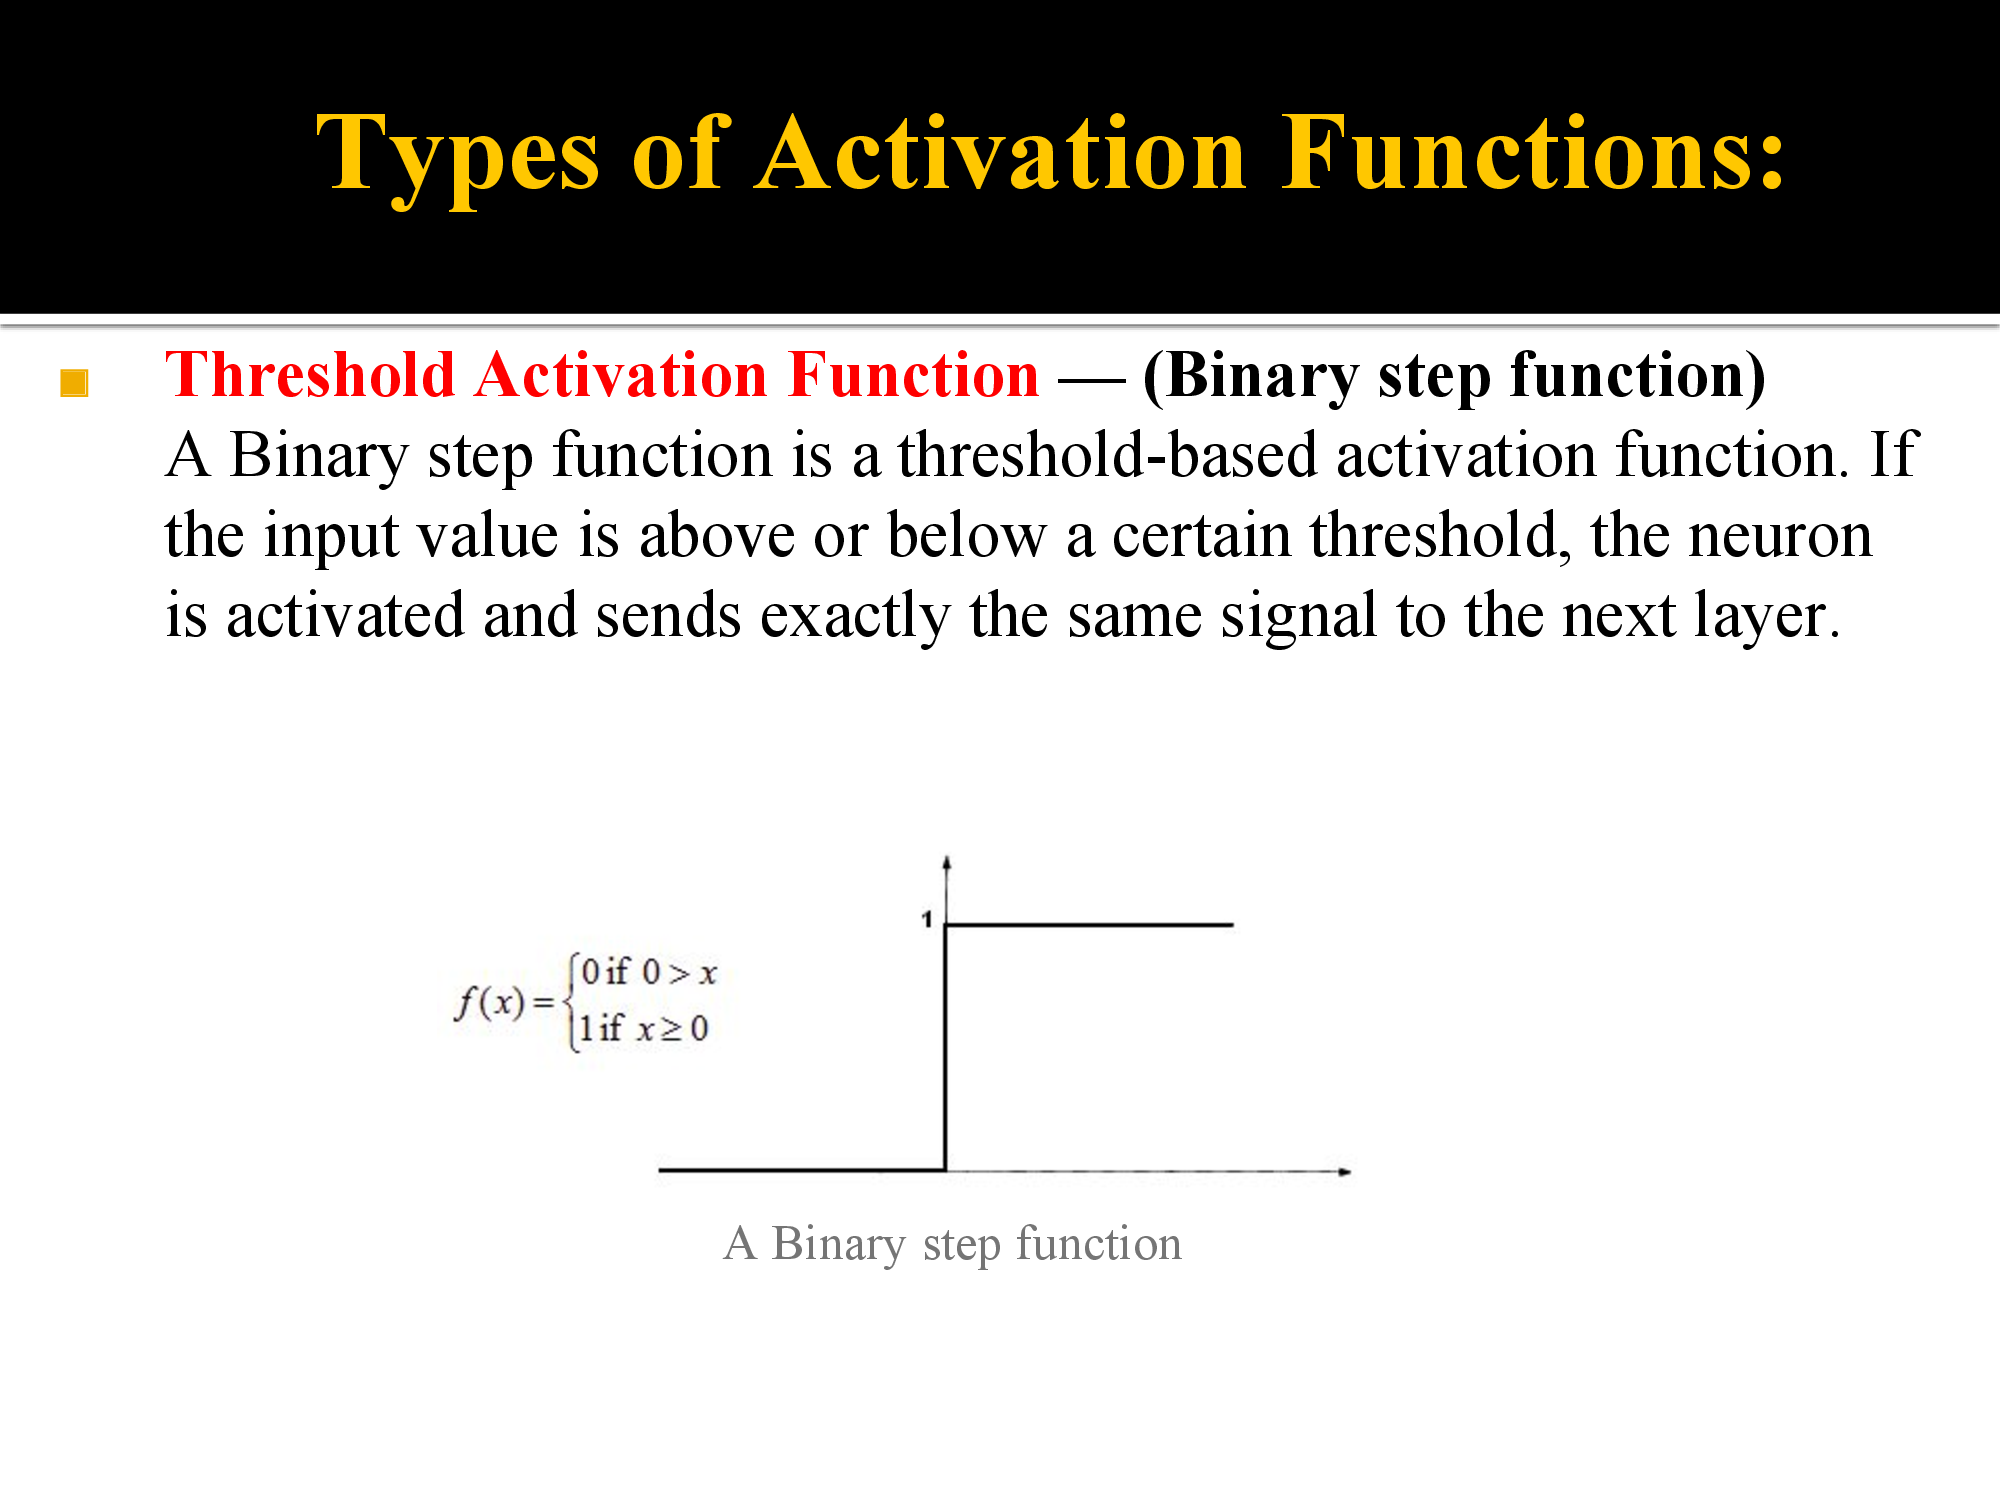 Types of Activation Functions:
Threshold Activation Function — (Binary step function)
A Binary step function is a threshold-based activation function. If
the input value is above or below a certain threshold, the neuron
is activated and sends exactly the same signal to the next layer.
1
0 if 0 > x
f(x) = {
1 if x ≥ 0
A Binary step function